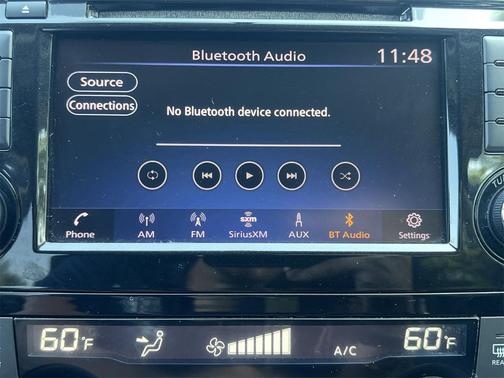 Bluetooth Audio 11:48
Source
Connections
No Bluetooth device connected.
sxm
Phone AM FM SiriusXM AUX BT Audio Settings
60°F A/C 60°F
REA